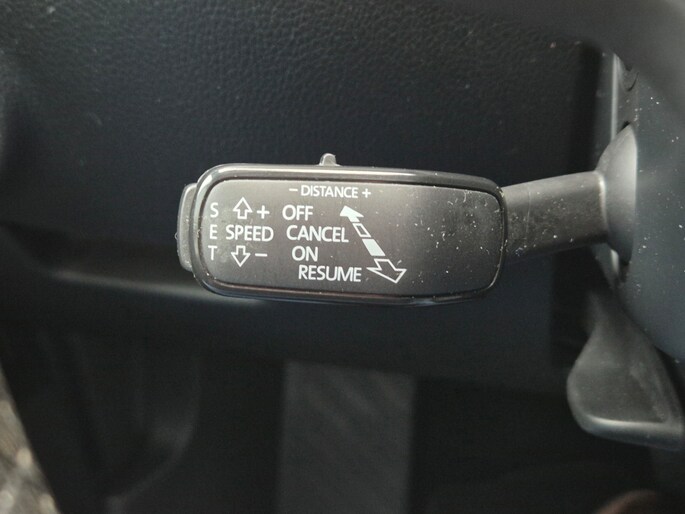 - DISTANCE +
S + OFF
E SPEED CANCEL
T - ON
RESUME